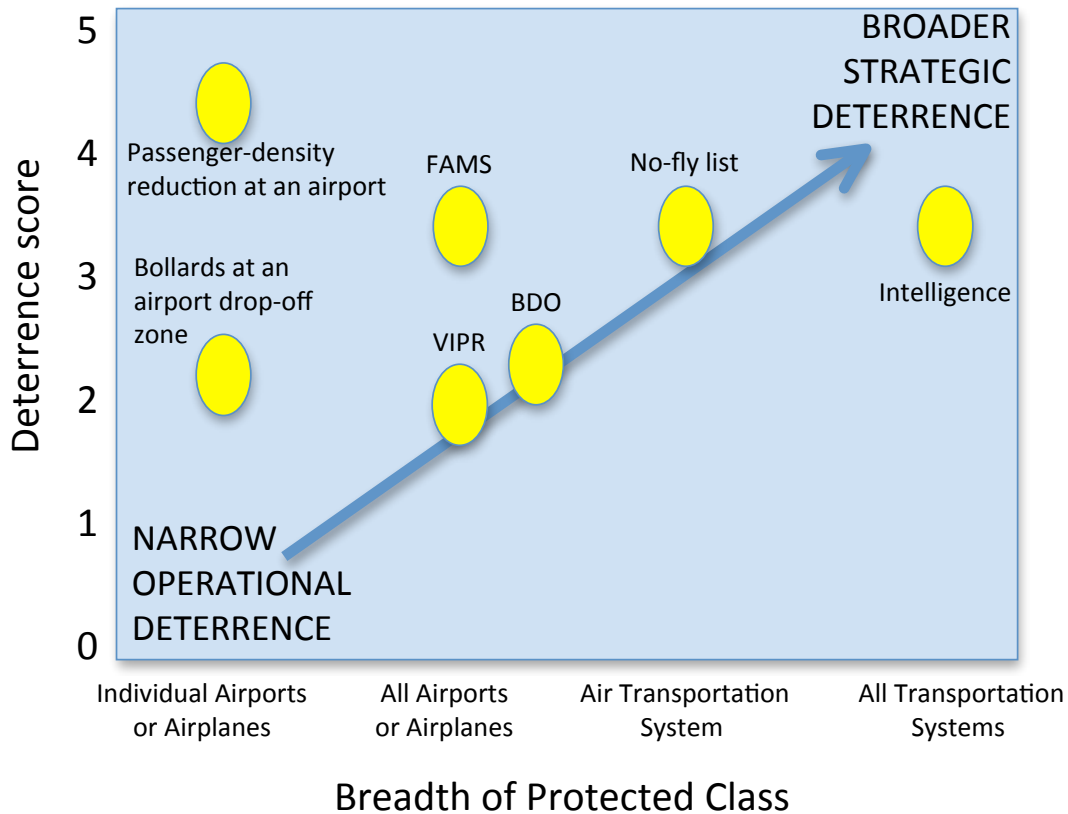 5
BROADER
STRATEGIC
DETERRENCE
4
Passenger-density
reduction at an airport
FAMS
No-fly list
3
Bollards at an
airport drop-off
zone
BDO
VIPR
Intelligence
2
1
NARROW
OPERATIONAL
DETERRENCE
0
Deterrence score
Individual Airports
or Airplanes
All Airports
or Airplanes
Air Transportation
System
All Transportation
Systems
Breadth of Protected Class